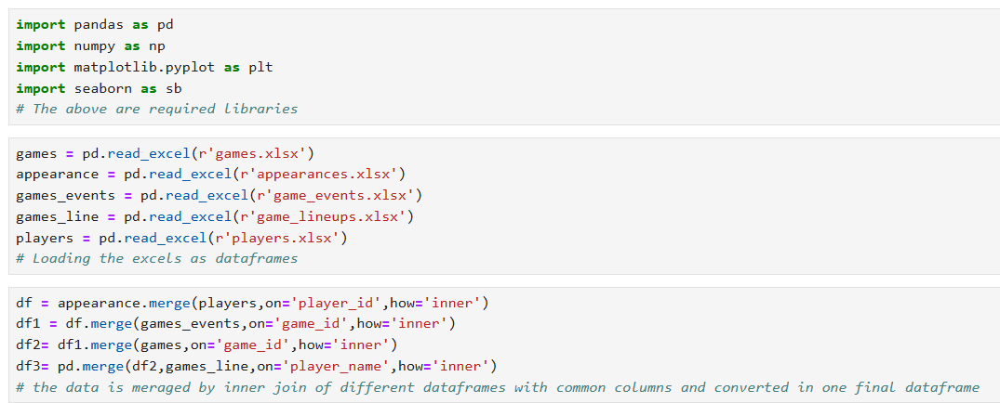 import pandas as pd
import numpy as np
import matplotlib.pyplot as plt
import seaborn as sb
# The above are required libraries
games = pd.read_excel(r'games.xlsx')
appearance = pd.read_excel(r'appearances.xlsx')
games_events = pd.read_excel(r'game_events.xlsx')
games_line = pd.read_excel(r'game_lineups.xlsx')
players = pd.read_excel(r'players.xlsx')
# Loading the excels as dataframes
df = appearance.merge(players,on='player_id',how='inner')
df1 = df.merge(games_events,on='game_id',how='inner')
df2= df1.merge(games,on='game_id',how='inner')
df3= pd.merge(df2,games_line,on='player_name',how='inner')
# the data is meraged by inner join of different dataframes with common columns and converted in one final dataframe